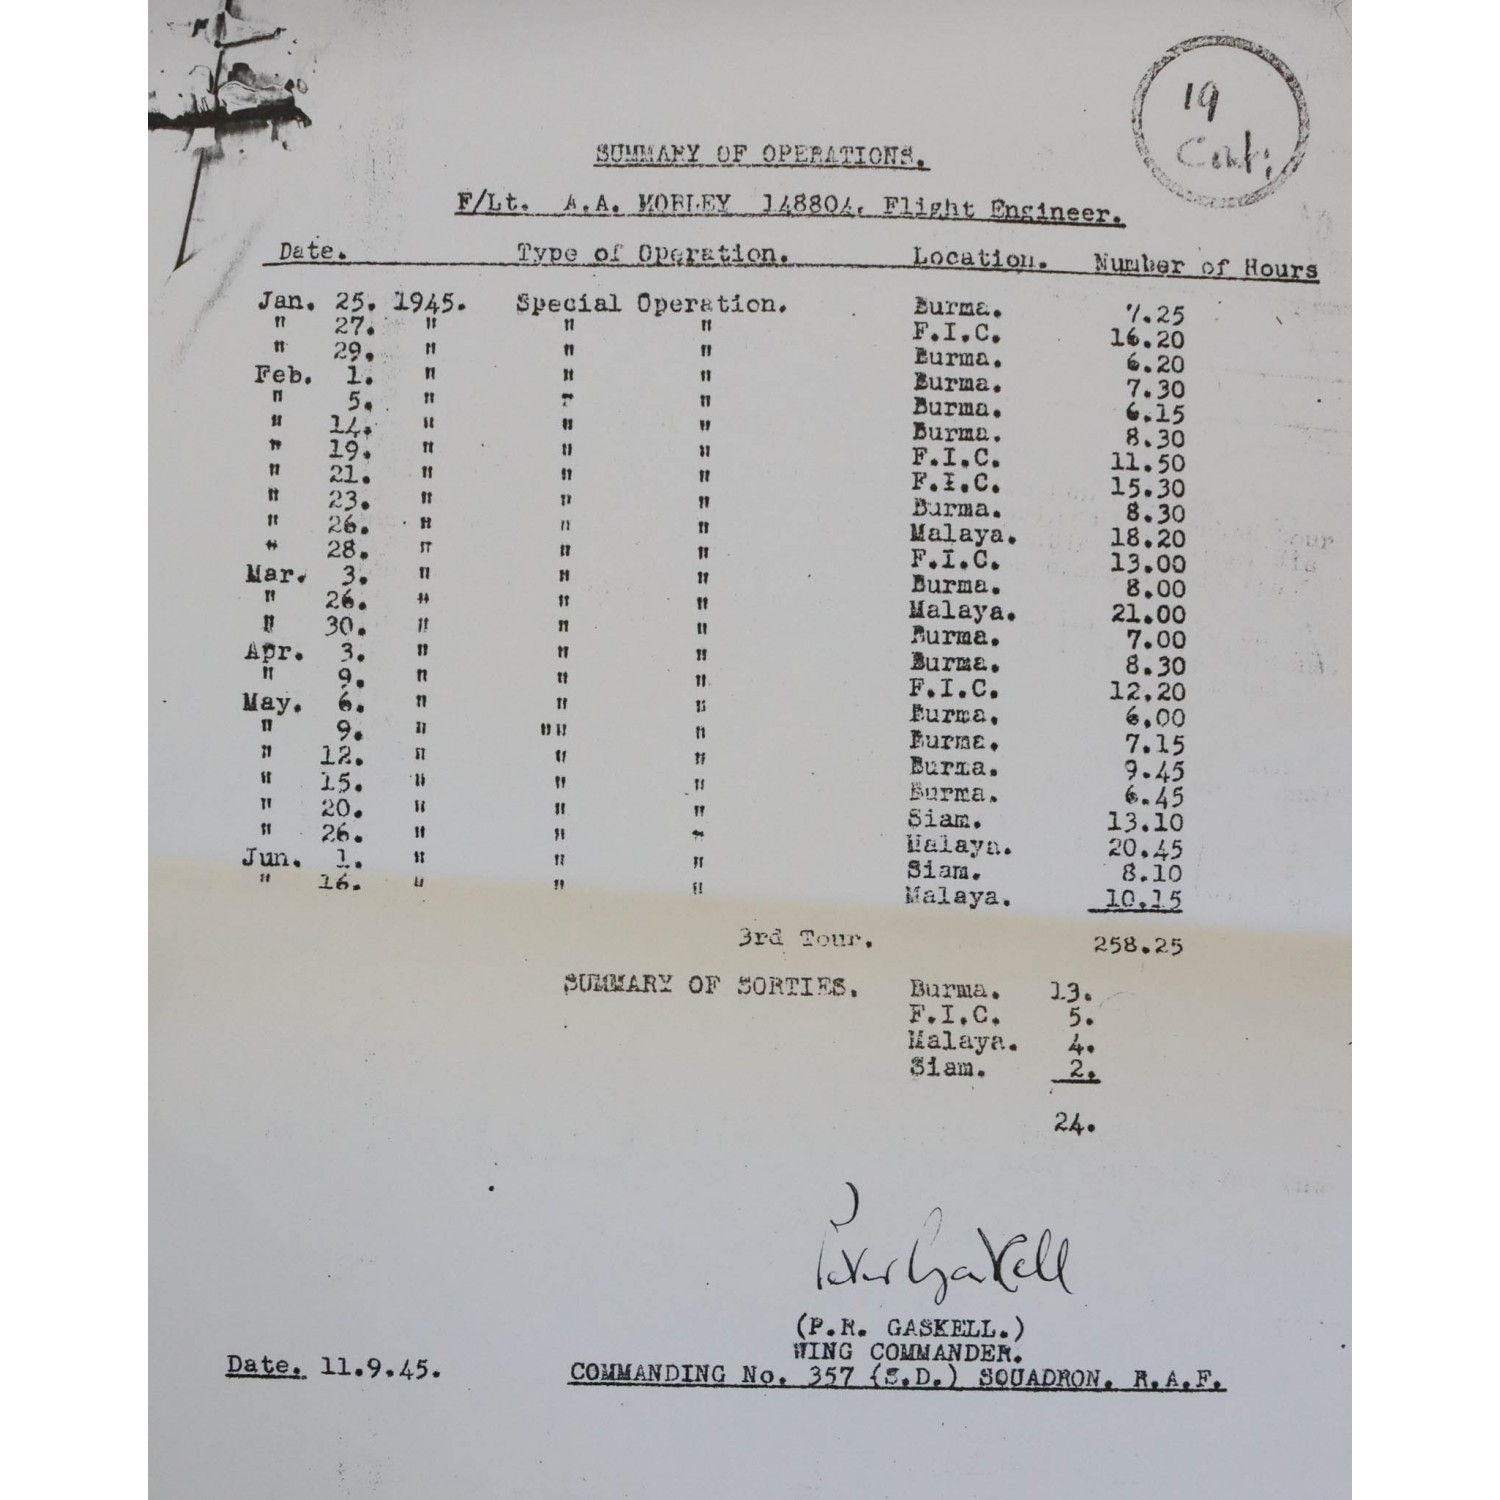 19
Cat;
SUMMARY OF OPERATIONS.
F/Lt. A.A. MORLEY 148804. Flight Engineer.
Date. Type of Operation. Location. Number of Hours
Jan. 25. 1945. Special Operation. Burma. 7.25
" 27. " " " F.I.C. 16.20
" 29. " " " Burma. 6.20
Feb. 1. " " " Burma. 7.30
" 5. " " " Burma. 6.15
" 14. " " " Burma. 8.30
" 19. " " " F.I.C. 11.50
" 21. " " " F.I.C. 15.30
" 23. " " " Burma. 8.30
" 26. " " " Malaya. 18.20
" 28. " " " F.I.C. 13.00
Mar. 3. " " " Burma. 8.00
" 26. " " " Malaya. 21.00
" 30. " " " Burma. 7.00
Apr. 3. " " " Burma. 8.30
" 9. " " " F.I.C. 12.20
May. 6. " " " Burma. 6.00
" 9. " "" " Burma. 7.15
" 12. " " " Burma. 9.45
" 15. " " " Burma. 6.45
" 20. " " " Siam. 13.10
" 26. " " " Malaya. 20.45
Jun. 1. " " " Siam. 8.10
" 16. " " " Malaya. 10.15
3rd Tour. 258.25
SUMMARY OF SORTIES. Burma. 13.
F.I.C. 5.
Malaya. 4.
Siam. 2.
24.
Peter Gaskell
(P.R. GASKELL.)
WING COMMANDER.
Date. 11.9.45. COMMANDING No. 357 (S.D.) SQUADRON. R.A.F.